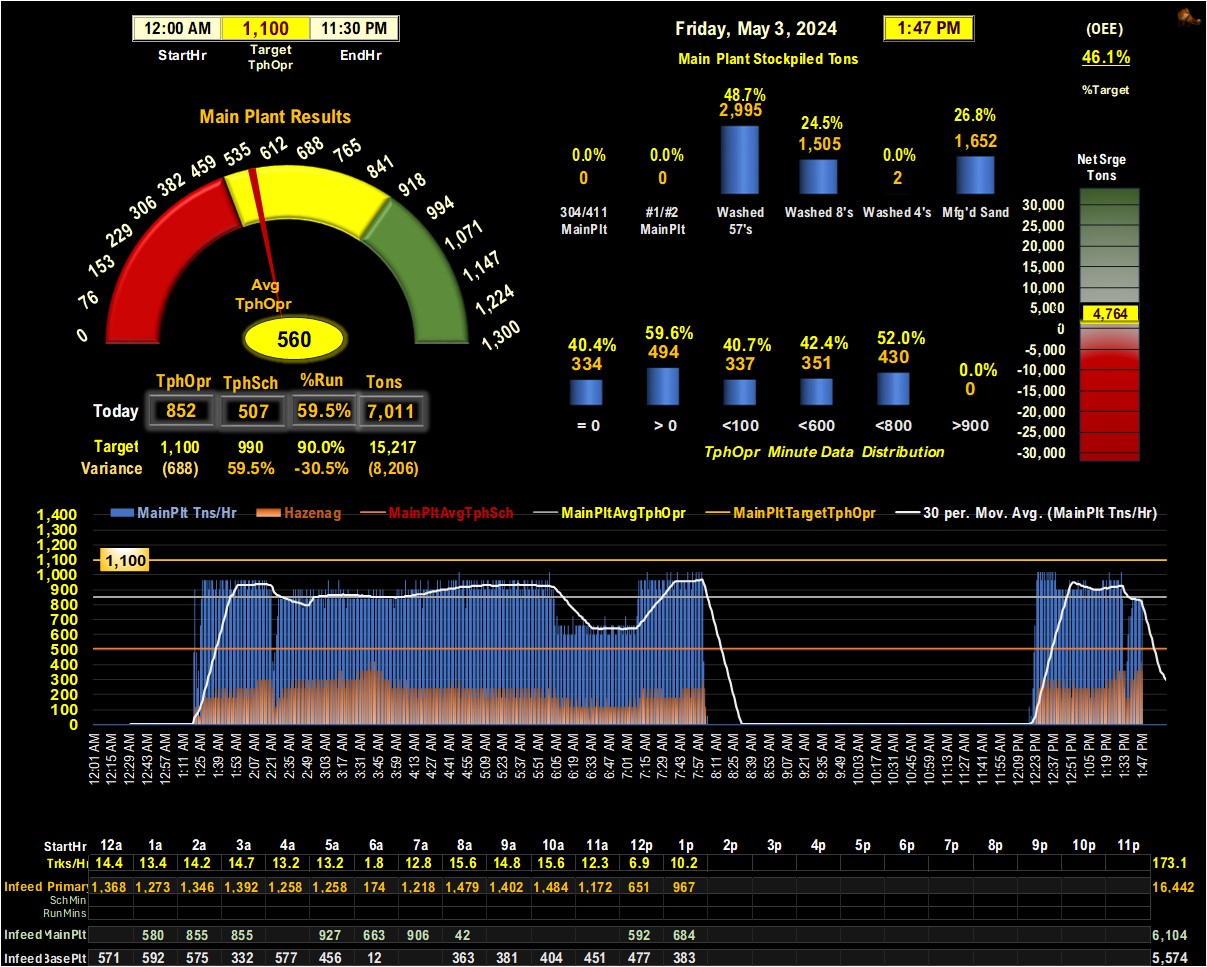 12:00 AM 1,100 11:30 PM
StartHr Target TphOpr EndHr
Friday, May 3, 2024 1:47 PM
Main Plant Stockpiled Tons
(OEE)
46.1%
%Target
Main Plant Results
0 76 153 229 306 382 459 535 612 688 765 841 918 994 1,071 1,147 1,224 1,300
Avg
TphOpr
560
0.0% 0.0% 48.7% 24.5% 0.0% 26.8%
0 0 2,995 1,505 2 1,652
304/411 MainPlt #1/#2 MainPlt Washed 57's Washed 8's Washed 4's Mfg'd Sand
Net Srge
Tons
30,000
25,000
20,000
15,000
10,000
5,000
4,764
0
-5,000
-10,000
-15,000
-20,000
-25,000
-30,000
40.4% 59.6% 40.7% 42.4% 52.0% 0.0%
334 494 337 351 430 0
= 0 > 0 <100 <600 <800 >900
TphOpr Minute Data Distribution
TphOpr TphSch %Run Tons
Today 852 507 59.5% 7,011
Target 1,100 990 90.0% 15,217
Variance (688) 59.5% -30.5% (8,206)
MainPlt Tns/Hr Hazenag MainPltAvgTphSch MainPltAvgTphOpr MainPltTargetTphOpr 30 per. Mov. Avg. (MainPlt Tns/Hr)
1,400
1,300
1,200
1,100
1,100
1,000
900
800
700
600
500
400
300
200
100
0
12:01 AM 12:15 AM 12:29 AM 12:43 AM 12:57 AM 1:11 AM 1:25 AM 1:39 AM 1:53 AM 2:07 AM 2:21 AM 2:35 AM 2:49 AM 3:03 AM 3:17 AM 3:31 AM 3:45 AM 3:59 AM 4:13 AM 4:27 AM 4:41 AM 4:55 AM 5:09 AM 5:23 AM 5:37 AM 5:51 AM 6:05 AM 6:19 AM 6:33 AM 6:47 AM 7:01 AM 7:15 AM 7:29 AM 7:43 AM 7:57 AM 8:11 AM 8:25 AM 8:39 AM 8:53 AM 9:07 AM 9:21 AM 9:35 AM 9:49 AM 10:03 AM 10:17 AM 10:31 AM 10:45 AM 10:59 AM 11:13 AM 11:27 AM 11:41 AM 11:55 AM 12:09 PM 12:23 PM 12:37 PM 12:51 PM 1:05 PM 1:19 PM 1:33 PM 1:47 PM
StartHr 12a 1a 2a 3a 4a 5a 6a 7a 8a 9a 10a 11a 12p 1p 2p 3p 4p 5p 6p 7p 8p 9p 10p 11p
Trks/Hr 14.4 13.4 14.2 14.7 13.2 13.2 1.8 12.8 15.6 14.8 15.6 12.3 6.9 10.2 173.1
Infeed Primary 1,368 1,273 1,346 1,392 1,258 1,258 174 1,218 1,479 1,402 1,484 1,172 651 967 16,442
SchMin
RunMins
Infeed MainPlt 580 855 855 927 663 906 42 592 684 6,104
Infeed BasePlt 571 592 575 332 577 456 12 363 381 404 451 477 383 5,574